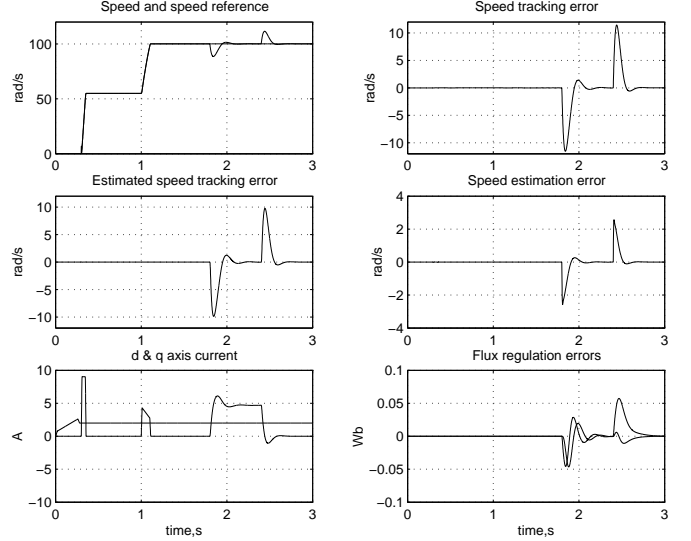 Speed and speed reference
100
50
0
rad/s
0 1 2 3
Speed tracking error
10
5
0
−5
−10
rad/s
0 1 2 3
Estimated speed tracking error
10
5
0
−5
−10
rad/s
0 1 2 3
Speed estimation error
4
2
0
−2
−4
rad/s
0 1 2 3
d & q axis current
10
5
0
−5
−10
A
0 1 2 3
time,s
Flux regulation errors
0.1
0.05
0
−0.05
−0.1
Wb
0 1 2 3
time,s